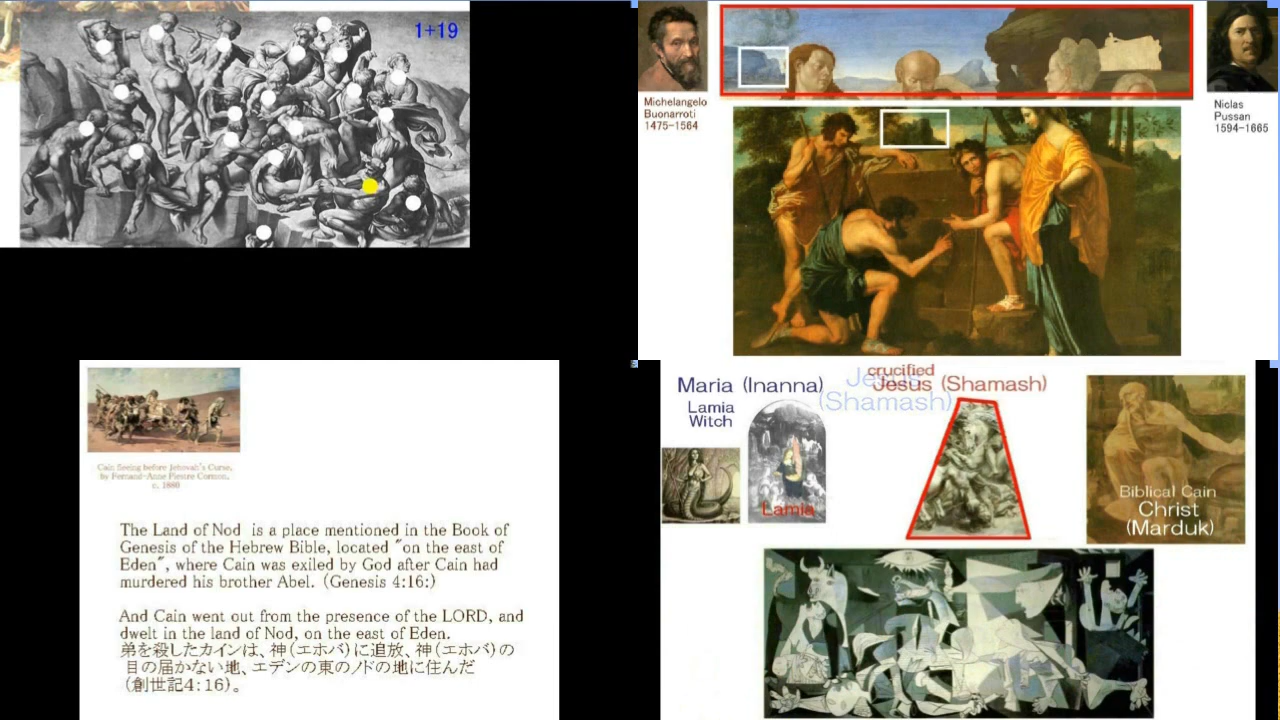 1+19
Michelangelo
Buonarroti
1475-1564
Niclas
Pussan
1594-1665
Cain Seeing before Jehovah's Curse,
by Fernand-Anne Piestre Cormon,
c. 1880
The Land of Nod is a place mentioned in the Book of
Genesis of the Hebrew Bible, located "on the east of
Eden", where Cain was exiled by God after Cain had
murdered his brother Abel. (Genesis 4:16:)
And Cain went out from the presence of the LORD, and
dwelt in the land of Nod, on the east of Eden.
弟を殺したカインは、神(エホバ)に追放、神(エホバ)の
目の届かない地、エデンの東のノドの地に住んだ
(創世記4:16)。
Maria (Inanna)
Lamia
Witch
Lamia
Jesus
(Shamash)
crucified
Jesus (Shamash)
Biblical Cain
Christ
(Marduk)